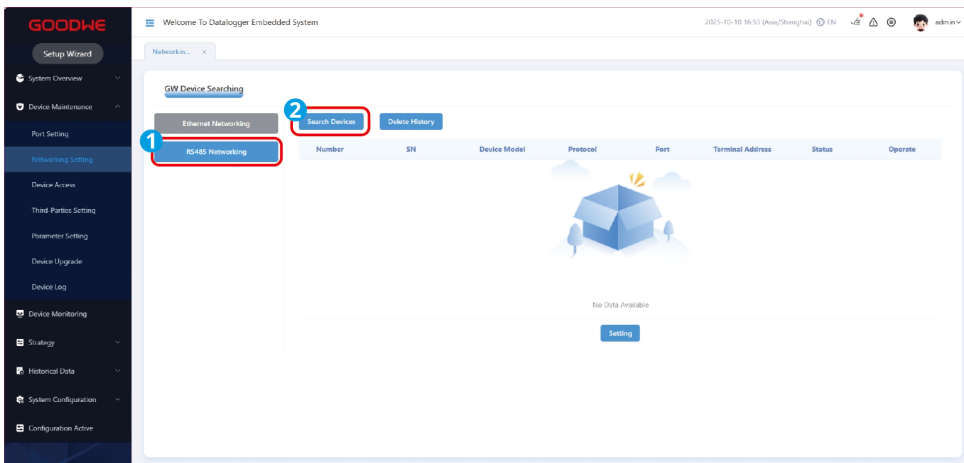 GOODWE
Welcome To Datalogger Embedded System
2025-10-10 16:53 (Asia/Shanghai) EN
admin
Setup Wizard
Networkin... ×
System Overview
GW Device Searching
Device Maintenance
2
Ethernet Networking
Search Devices
Delete History
Port Setting
1
RS485 Networking
Number SN Device Model Protocol Port Terminal Address Status Operate
Networking Setting
Device Access
Third-Parties Setting
Parameter Setting
Device Upgrade
Device Log
No Data Available
Device Monitoring
Setting
Strategy
Historical Data
System Configuration
Configuration Active